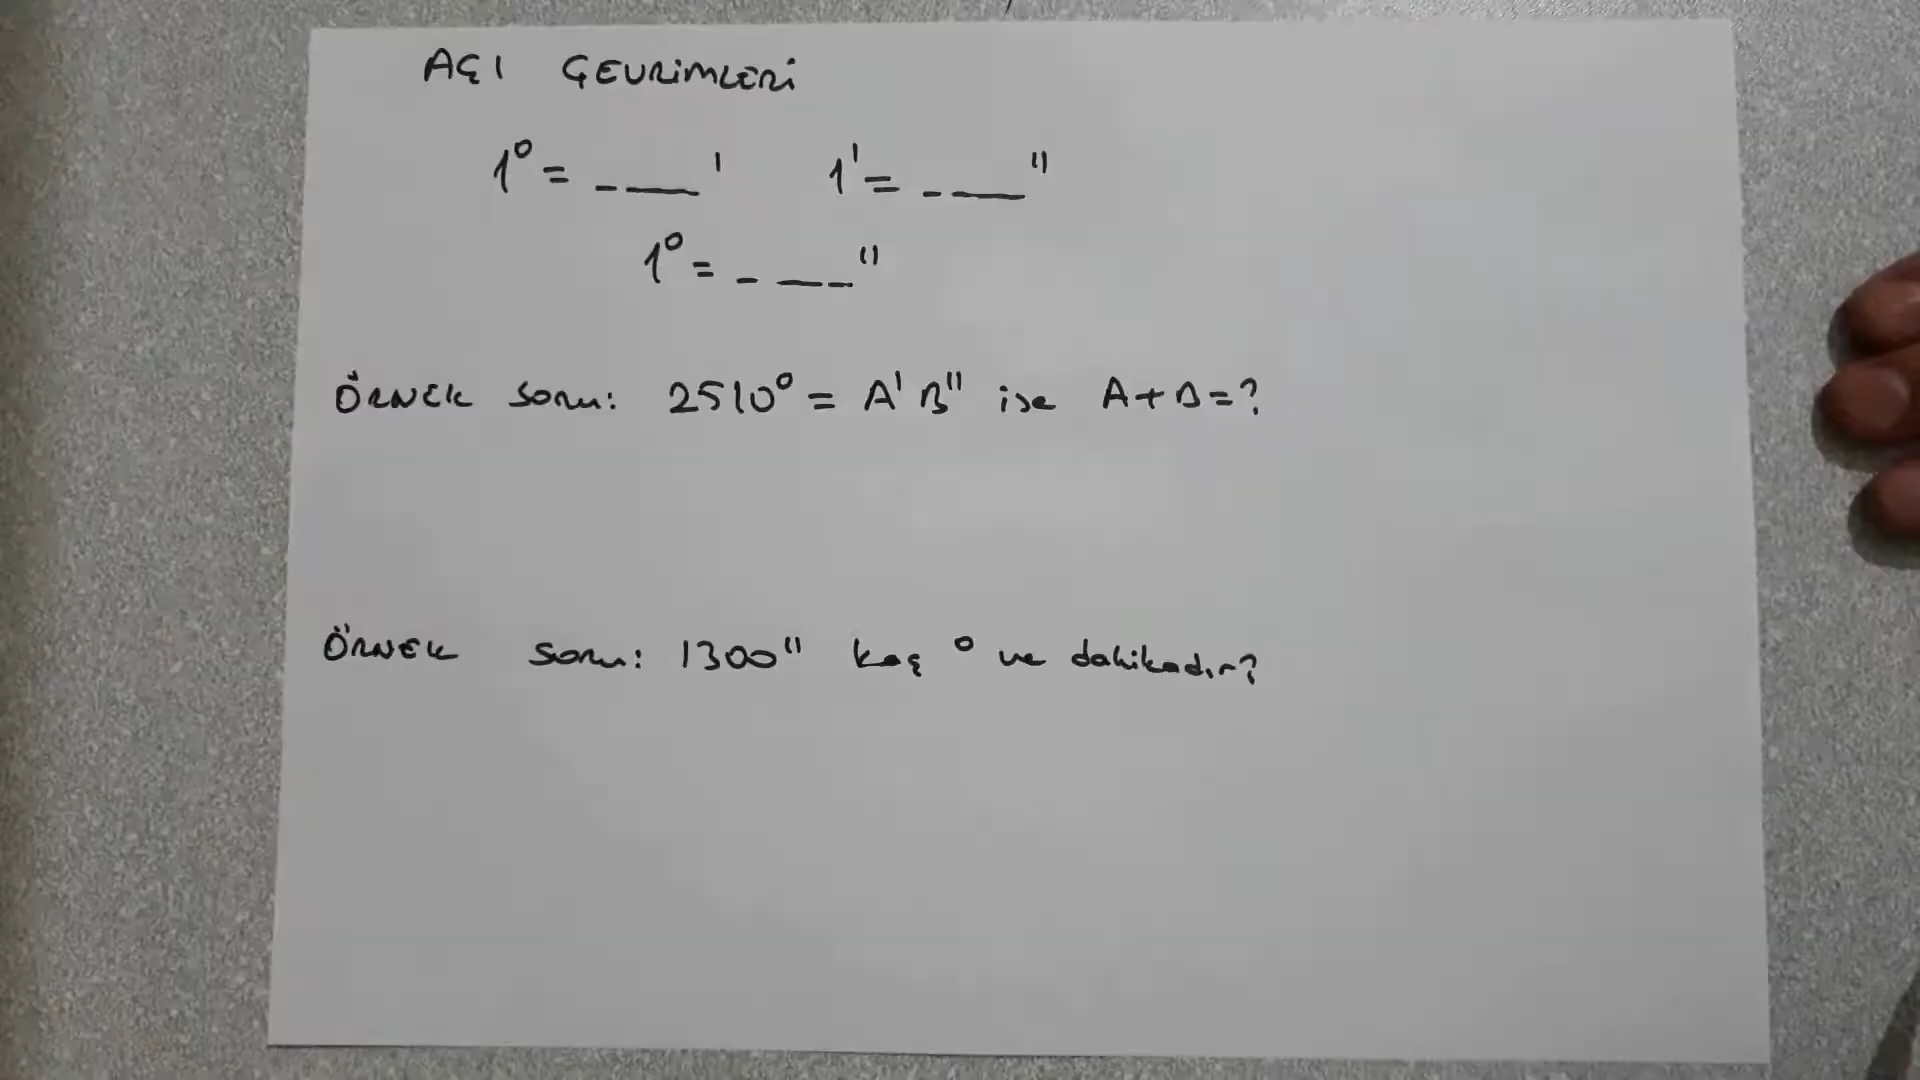 AÇI ÇEVRİMLERİ
1° = _ ___ ' 1' = _ ___ "
1° = _ ___ "
ÖRNEK soru: 2510° = A' B" ise A+B=?
ÖRNEK soru: 1300" kaç ° ve dakikadır?